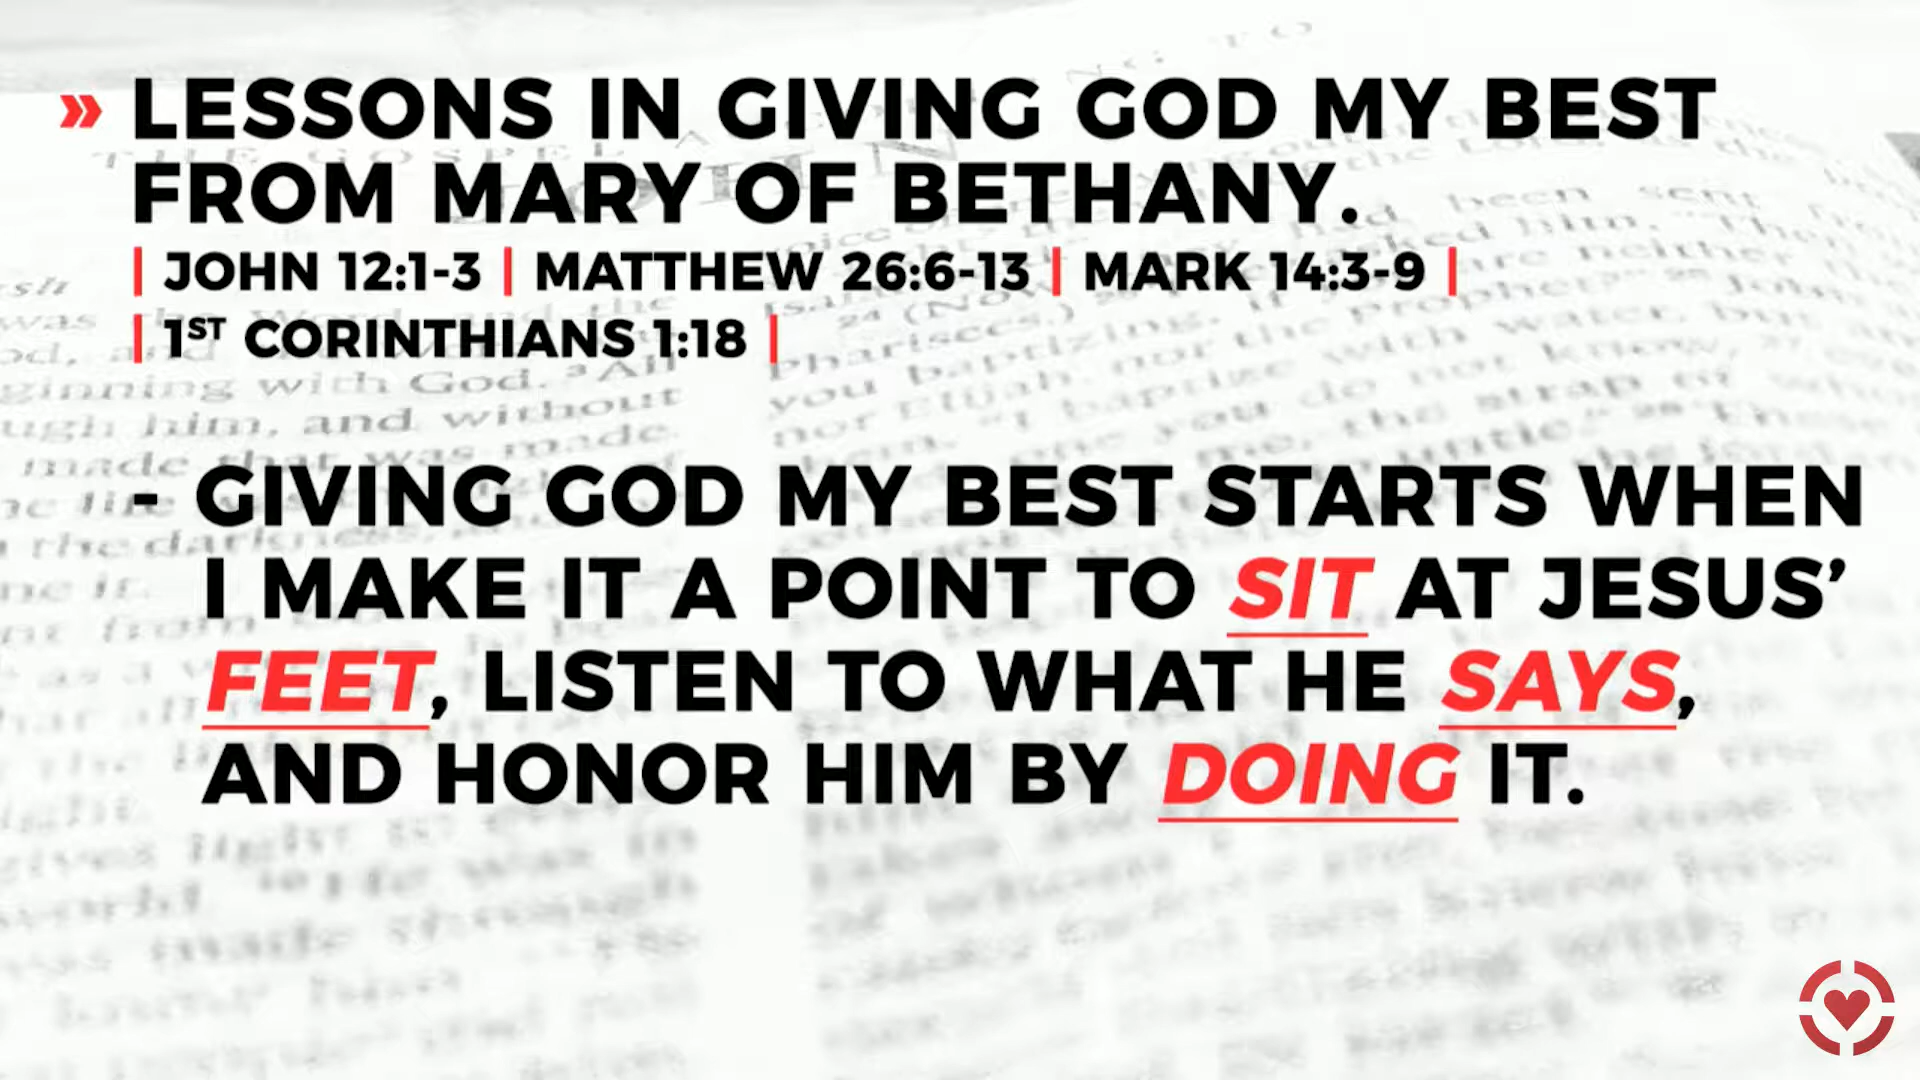 » LESSONS IN GIVING GOD MY BEST
FROM MARY OF BETHANY.
| JOHN 12:1-3 | MATTHEW 26:6-13 | MARK 14:3-9 |
| 1ST CORINTHIANS 1:18 |
- GIVING GOD MY BEST STARTS WHEN
I MAKE IT A POINT TO SIT AT JESUS’
FEET, LISTEN TO WHAT HE SAYS,
AND HONOR HIM BY DOING IT.